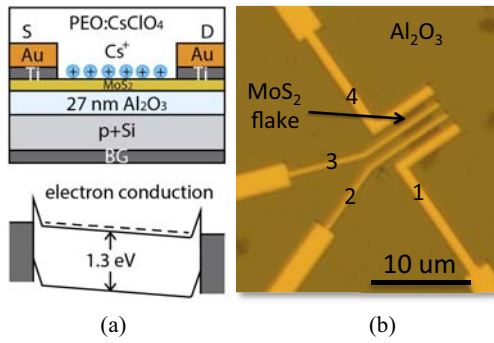 PEO:CsClO₄
S
D
Cs⁺
Au
Au
Ti
Ti
+ + + + + + +
MoS₂
27 nm Al₂O₃
p+Si
BG
electron conduction
1.3 eV
(a)
Al₂O₃
MoS₂
flake
4
3
2
1
10 um
(b)